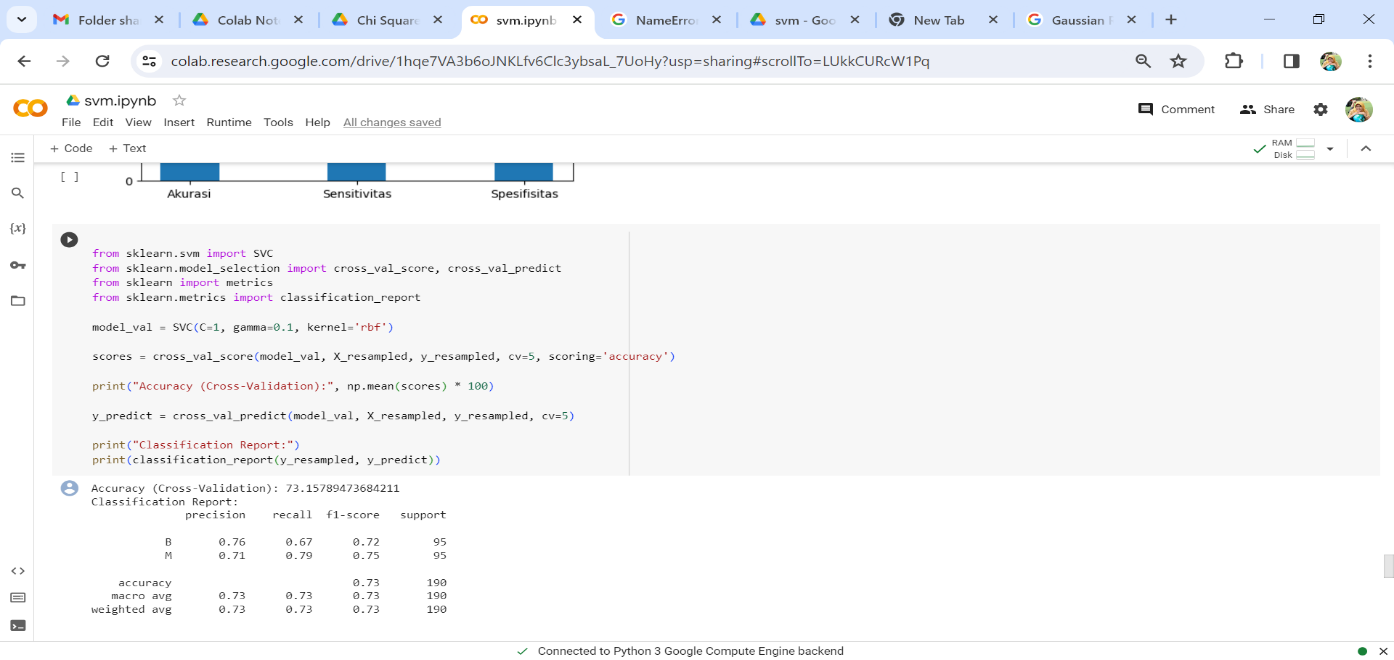 Folder sha
Colab Not
Chi Squar
svm.ipynb
NameErro
svm - Goo
New Tab
Gaussian
colab.research.google.com/drive/1hqe7VA3b6oJNKLfv6Clc3ybsaL_7UoHy?usp=sharing#scrollTo=LUkkCURcW1Pq
svm.ipynb
Comment
Share
File Edit View Insert Runtime Tools Help All changes saved
+ Code + Text
RAM
Disk
[ ]
0
Akurasi Sensitivitas Spesifisitas
{x}
from sklearn.svm import SVC
from sklearn.model_selection import cross_val_score, cross_val_predict
from sklearn import metrics
from sklearn.metrics import classification_report
model_val = SVC(C=1, gamma=0.1, kernel='rbf')
scores = cross_val_score(model_val, X_resampled, y_resampled, cv=5, scoring='accuracy')
print("Accuracy (Cross-Validation):", np.mean(scores) * 100)
y_predict = cross_val_predict(model_val, X_resampled, y_resampled, cv=5)
print("Classification Report:")
print(classification_report(y_resampled, y_predict))
Accuracy (Cross-Validation): 73.15789473684211
Classification Report:
precision recall f1-score support
B 0.76 0.67 0.72 95
M 0.71 0.79 0.75 95
accuracy 0.73 190
macro avg 0.73 0.73 0.73 190
weighted avg 0.73 0.73 0.73 190
Connected to Python 3 Google Compute Engine backend